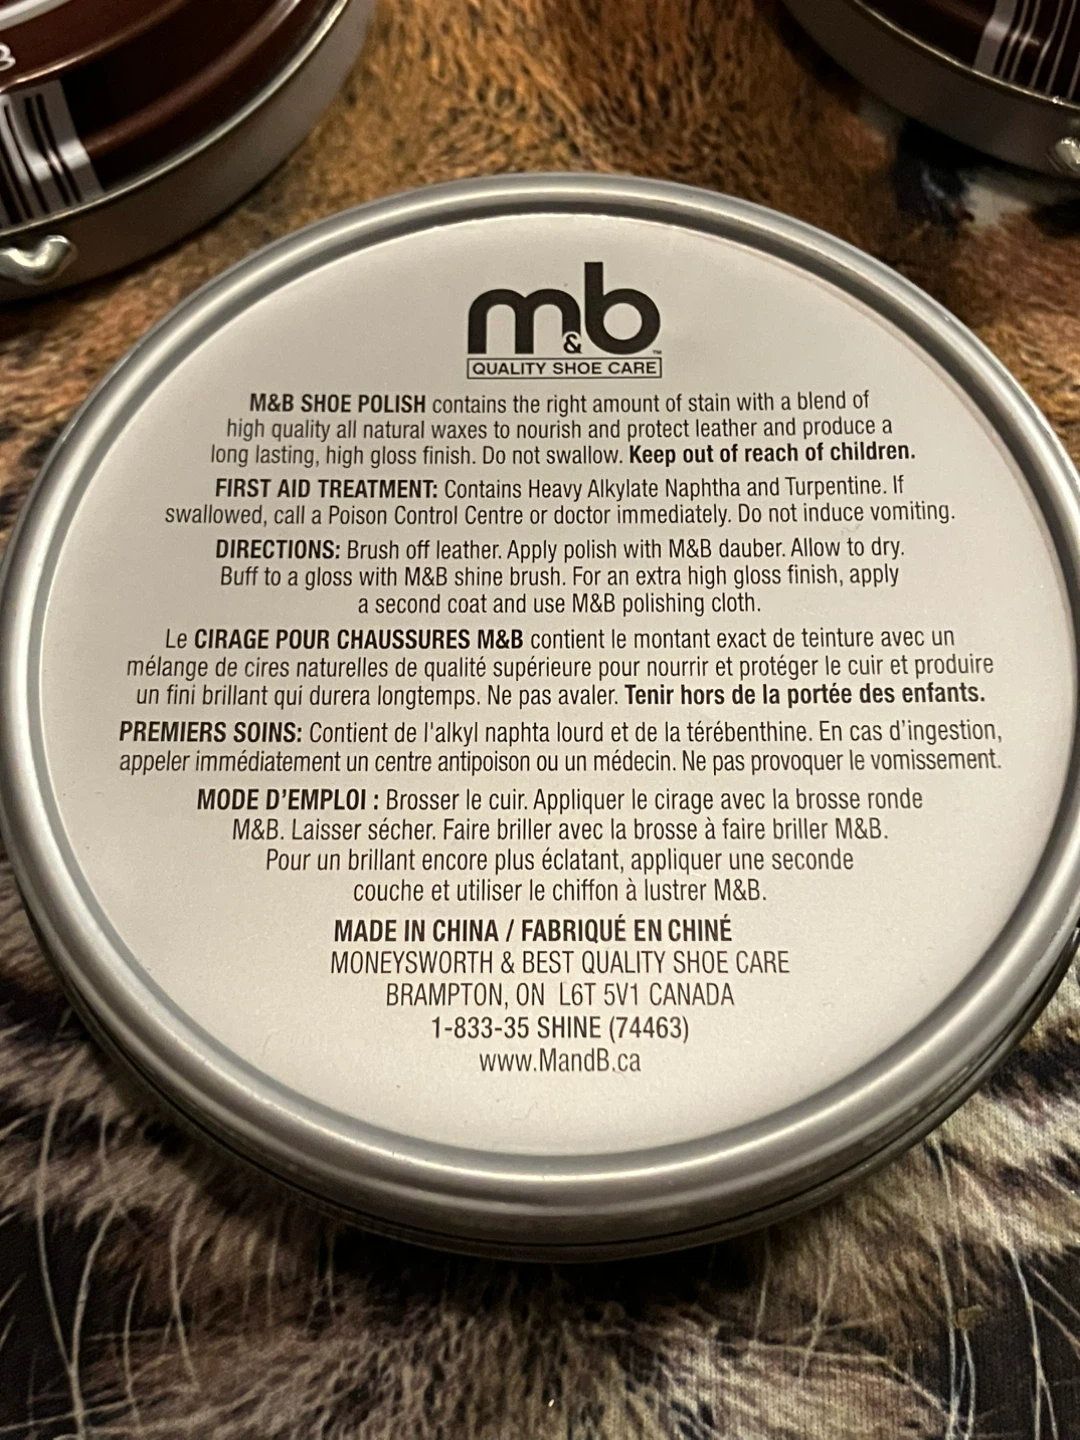 3
m&b™
QUALITY SHOE CARE
M&B SHOE POLISH contains the right amount of stain with a blend of
high quality all natural waxes to nourish and protect leather and produce a
long lasting, high gloss finish. Do not swallow. Keep out of reach of children.
FIRST AID TREATMENT: Contains Heavy Alkylate Naphtha and Turpentine. If
swallowed, call a Poison Control Centre or doctor immediately. Do not induce vomiting.
DIRECTIONS: Brush off leather. Apply polish with M&B dauber. Allow to dry.
Buff to a gloss with M&B shine brush. For an extra high gloss finish, apply
a second coat and use M&B polishing cloth.
Le CIRAGE POUR CHAUSSURES M&B contient le montant exact de teinture avec un
mélange de cires naturelles de qualité supérieure pour nourrir et protéger le cuir et produire
un fini brillant qui durera longtemps. Ne pas avaler. Tenir hors de la portée des enfants.
PREMIERS SOINS: Contient de l'alkyl naphta lourd et de la térébenthine. En cas d'ingestion,
appeler immédiatement un centre antipoison ou un médecin. Ne pas provoquer le vomissement.
MODE D'EMPLOI : Brosser le cuir. Appliquer le cirage avec la brosse ronde
M&B. Laisser sécher. Faire briller avec la brosse à faire briller M&B.
Pour un brillant encore plus éclatant, appliquer une seconde
couche et utiliser le chiffon à lustrer M&B.
MADE IN CHINA / FABRIQUÉ EN CHINÉ
MONEYSWORTH & BEST QUALITY SHOE CARE
BRAMPTON, ON L6T 5V1 CANADA
1-833-35 SHINE (74463)
www.MandB.ca